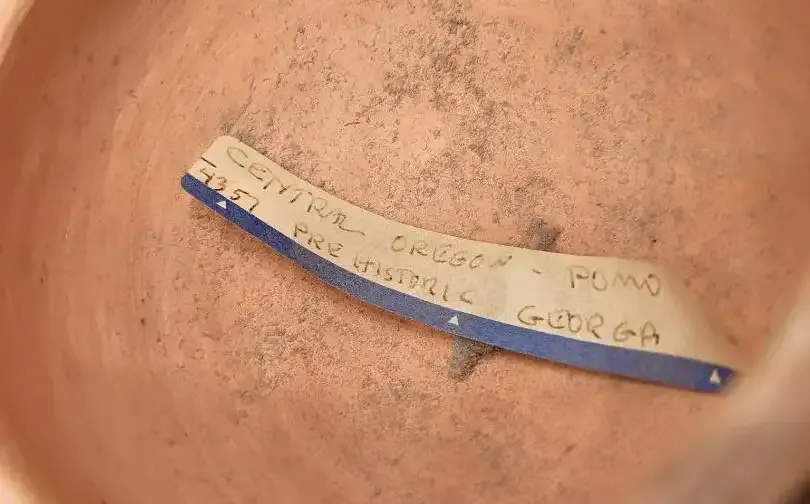 CENTRAL OREGON - POMO
-4357 PRE HISTORIC GEORGA